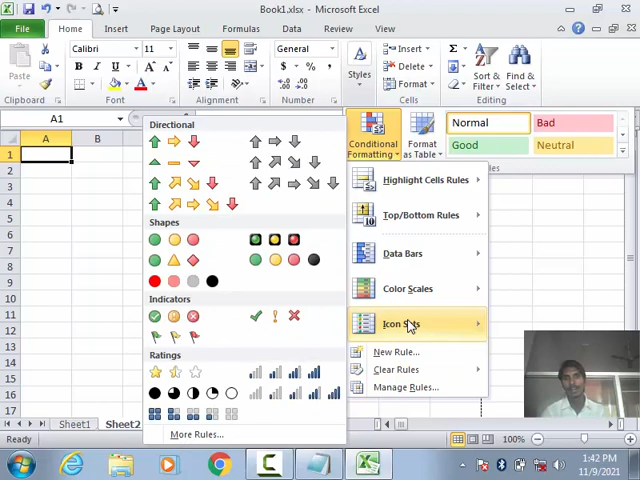 Book1.xlsx - Microsoft Excel
File Home Insert Page Layout Formulas Data Review View
Calibri 11 General Insert Σ
Paste B I U A $ % , Styles Delete Sort & Filter Find & Select
Format
Clipboard Font Alignment Number Cells Editing
A1 Conditional Formatting Format as Table Normal Bad
Good Neutral
A B
1
2
3
4
5
6
7
8
9
10
11
12
13
14
15
16
17
Directional
Shapes
Indicators
Ratings
More Rules...
Highlight Cells Rules
Top/Bottom Rules
Data Bars
Color Scales
Icon Sets
New Rule...
Clear Rules
Manage Rules...
Sheet1 Sheet2
Ready 100%
1:42 PM
11/9/2021